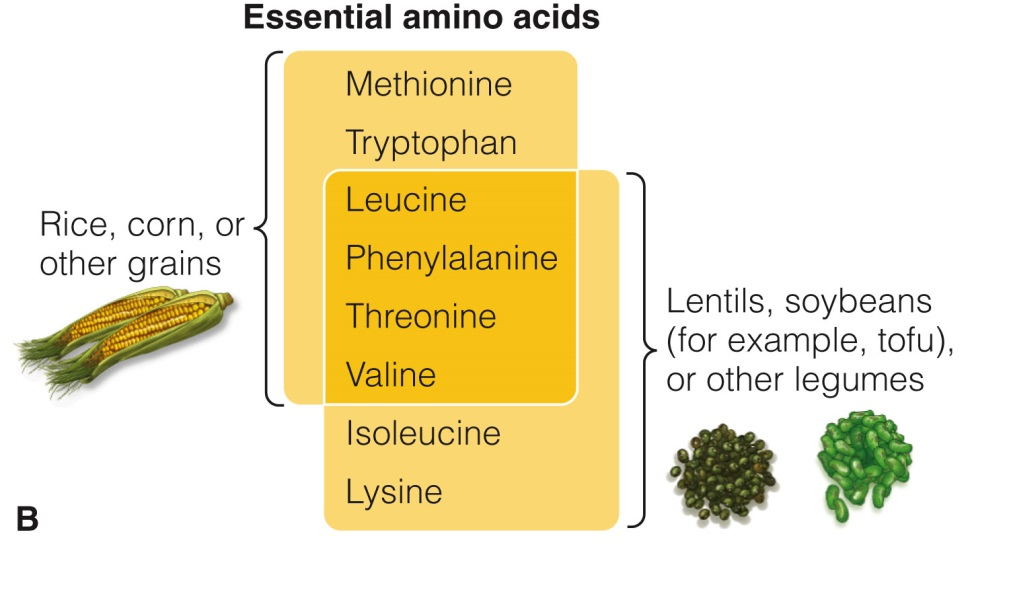 Essential amino acids
Methionine
Tryptophan
Leucine
Phenylalanine
Threonine
Valine
Isoleucine
Lysine
Rice, corn, or
other grains
Lentils, soybeans
(for example, tofu),
or other legumes
B